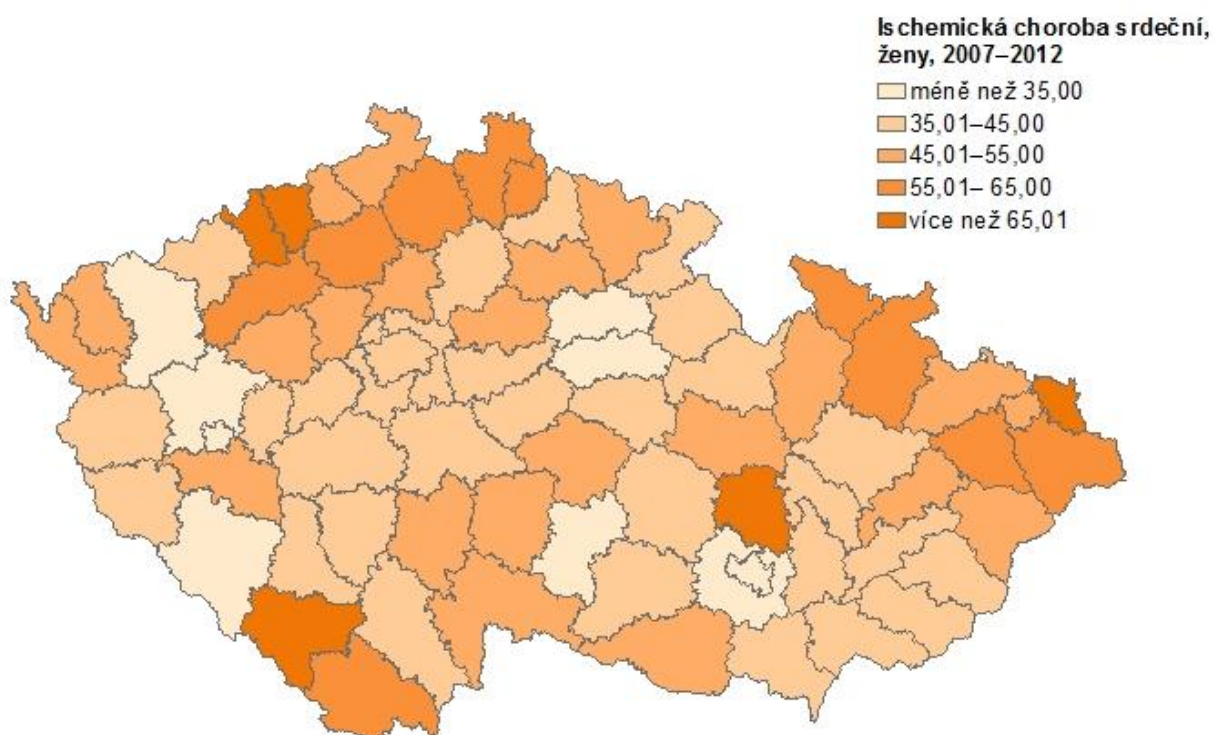 Ischemická choroba srdeční,
ženy, 2007–2012
méně než 35,00
35,01–45,00
45,01–55,00
55,01– 65,00
více než 65,01